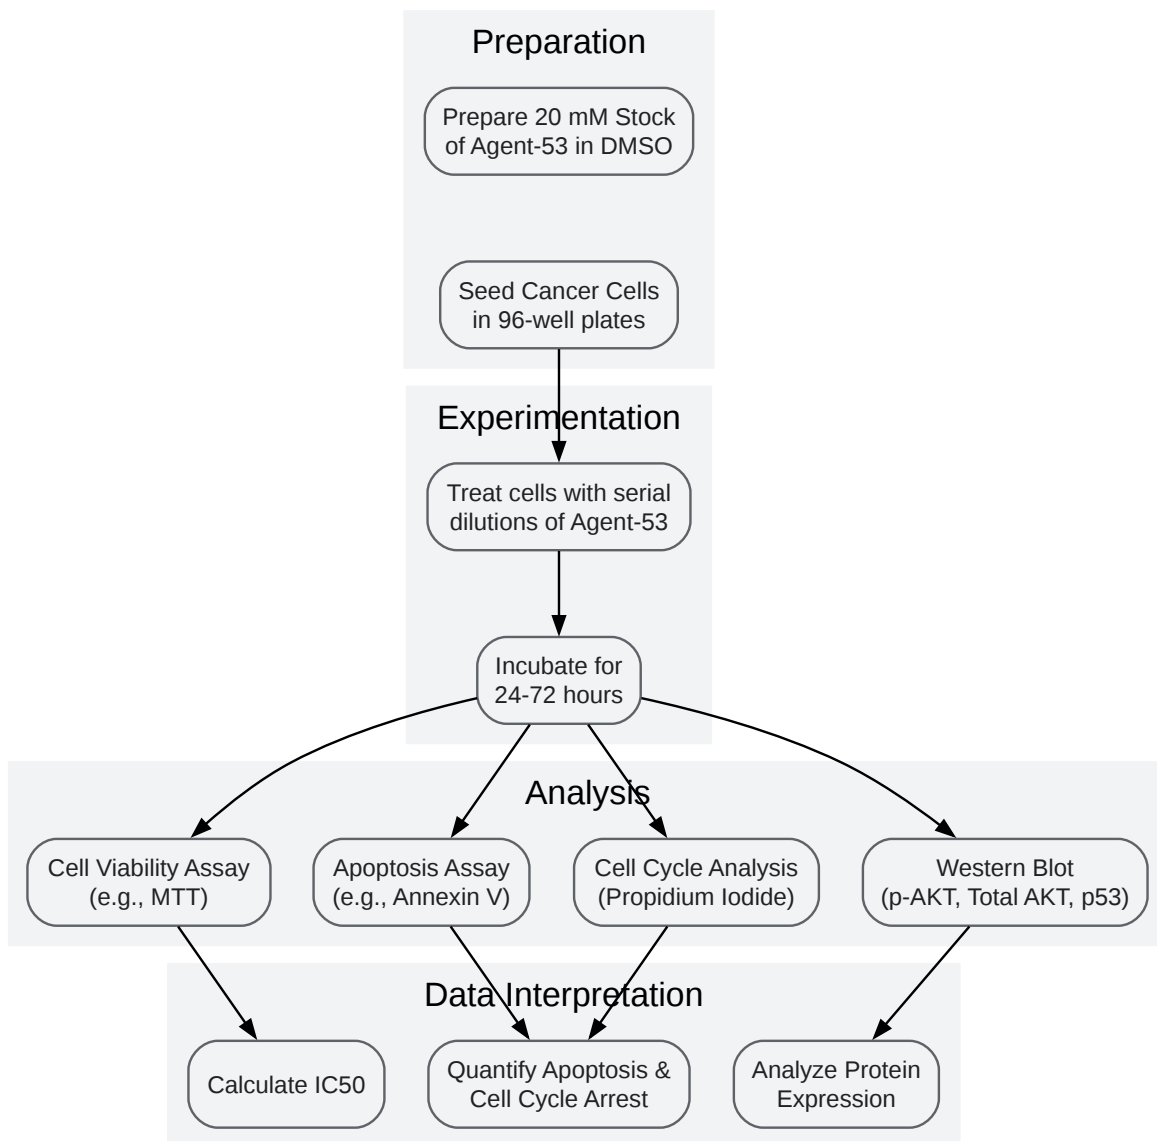 Preparation
Prepare 20 mM Stock
of Agent-53 in DMSO
Seed Cancer Cells
in 96-well plates
Experimentation
Treat cells with serial
dilutions of Agent-53
Incubate for
24-72 hours
Analysis
Cell Viability Assay
(e.g., MTT)
Apoptosis Assay
(e.g., Annexin V)
Cell Cycle Analysis
(Propidium Iodide)
Western Blot
(p-AKT, Total AKT, p53)
Data Interpretation
Calculate IC50
Quantify Apoptosis &
Cell Cycle Arrest
Analyze Protein
Expression